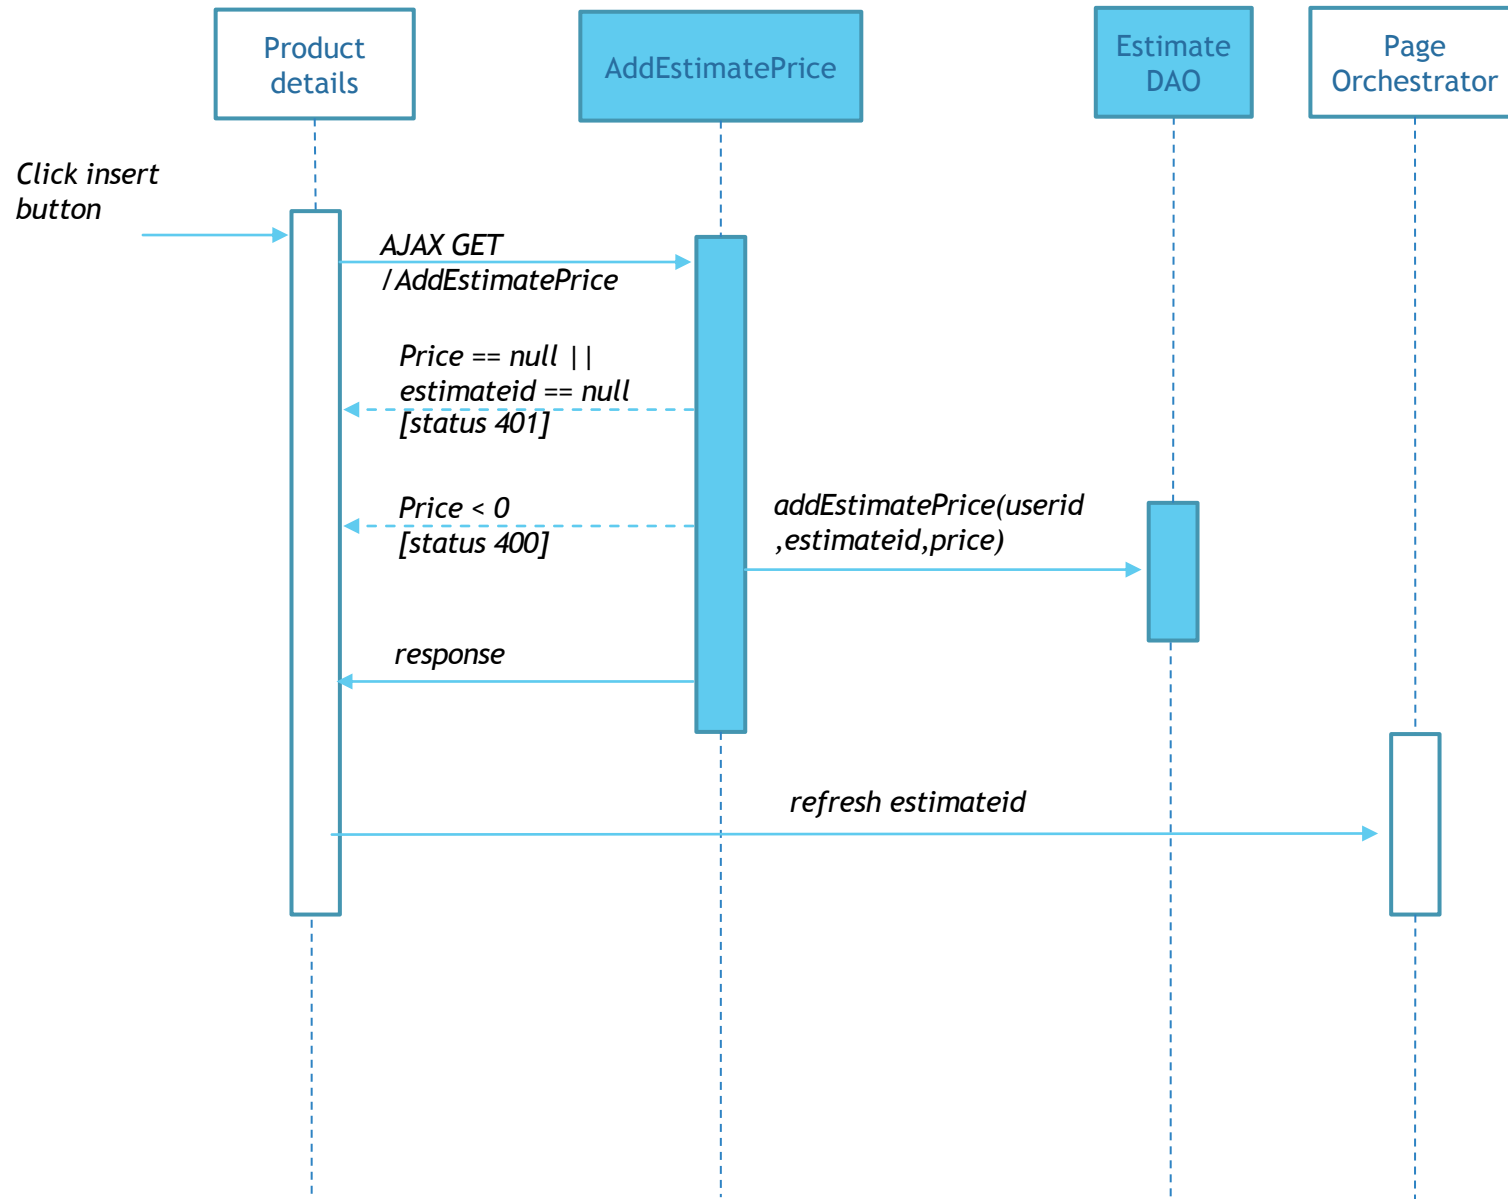 Product
details
AddEstimatePrice
Estimate
DAO
Page
Orchestrator
Click insert
button
AJAX GET
/AddEstimatePrice
Price == null ||
estimateid == null
[status 401]
Price < 0
[status 400]
addEstimatePrice(userid
,estimateid,price)
response
refresh estimateid